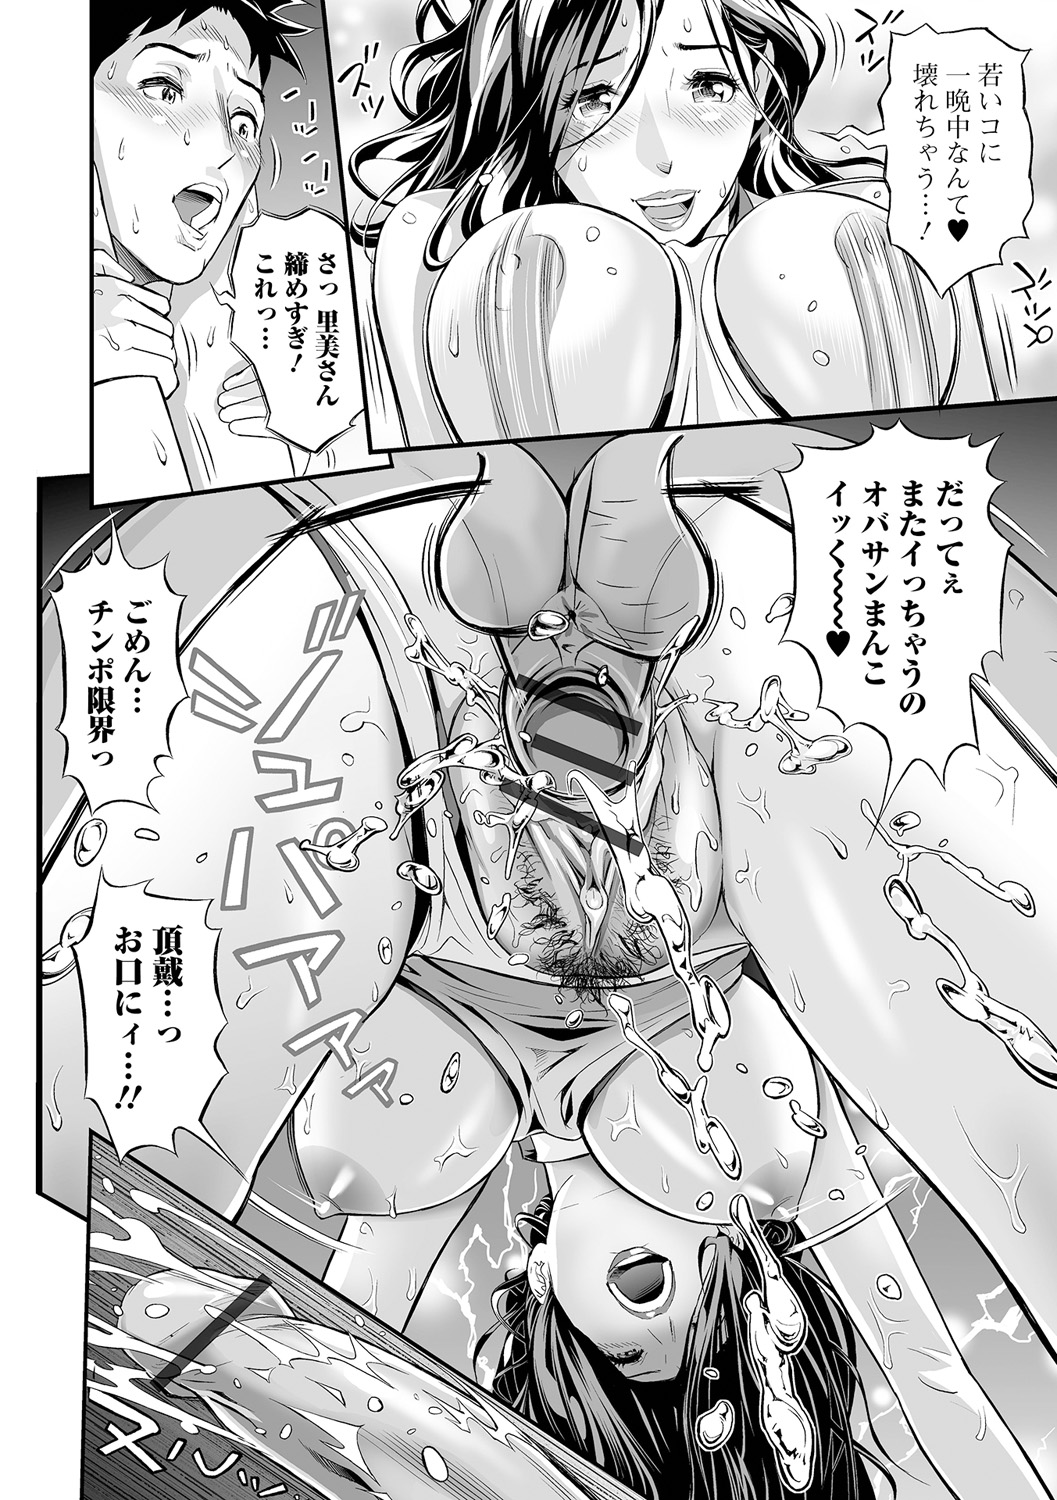 若いコに
一晩中なんて♥
壊れちゃう…！
さっ 里美さん
締めすぎ！
これっ…
だってぇ
またイっちゃうの
オバサンまんこ
イッく〜〜〜♥
ごめん…
チンポ限界っ
頂戴…っ
お口にィ…!!
ジュパアァァァ